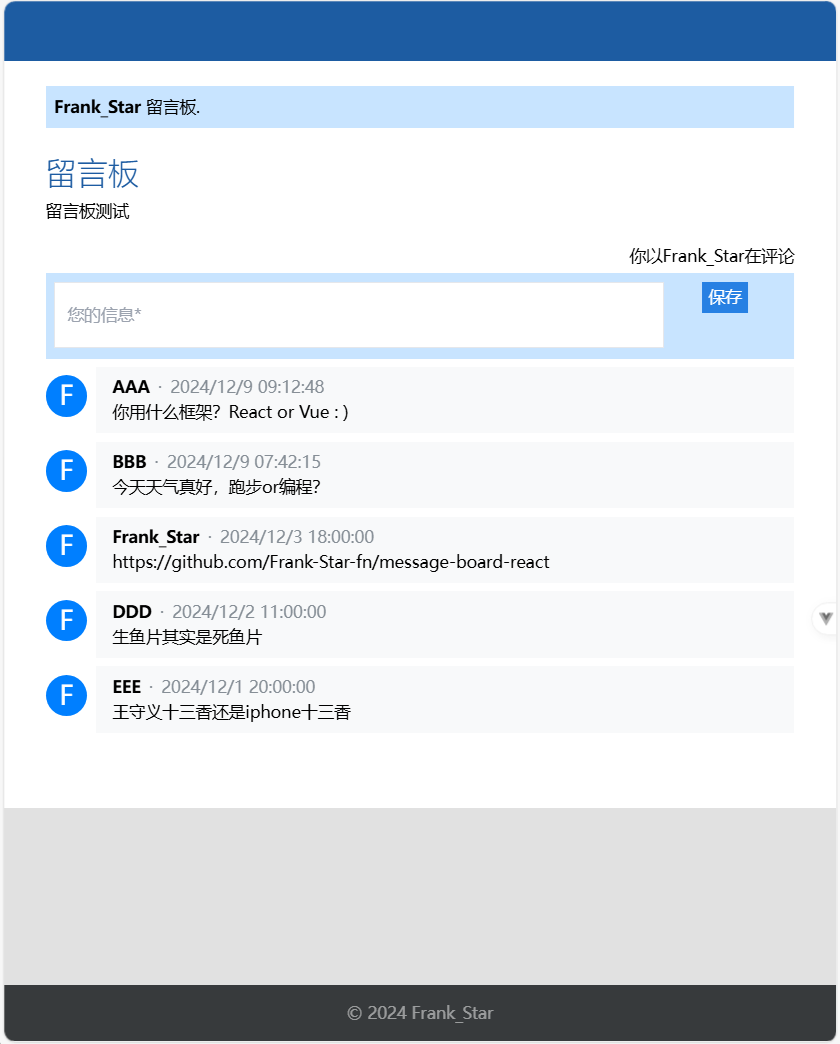 Frank_Star 留言板.
留言板
留言板测试
你以Frank_Star在评论
您的信息*
保存
F
AAA · 2024/12/9 09:12:48
你用什么框架？React or Vue : )
F
BBB · 2024/12/9 07:42:15
今天天气真好，跑步or编程？
F
Frank_Star · 2024/12/3 18:00:00
https://github.com/Frank-Star-fn/message-board-react
F
DDD · 2024/12/2 11:00:00
生鱼片其实是死鱼片
F
EEE · 2024/12/1 20:00:00
王守义十三香还是iphone十三香
© 2024 Frank_Star